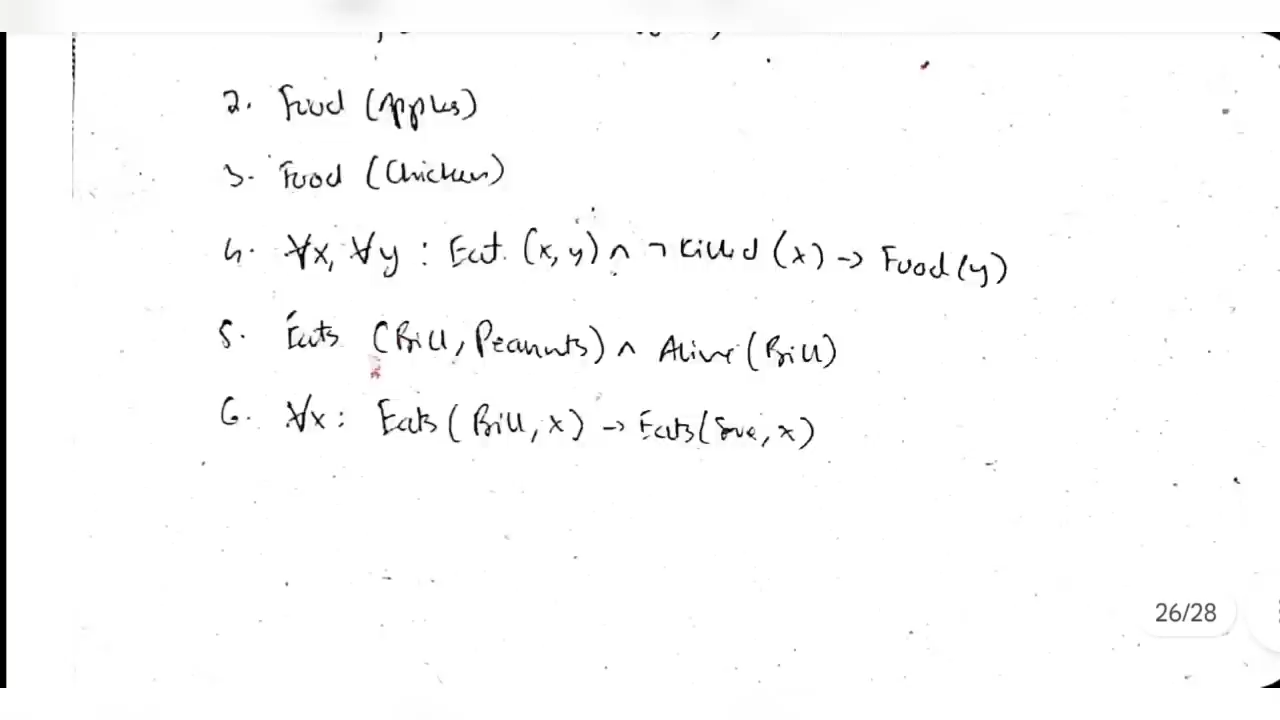 2. Food (Apples)
3. Food (Chicken)
4. ∀x, ∀y : Eat (x, y) ∧ ¬ killed (x) → Food (y)
5. Eats (Bill, Peanuts) ∧ Alive (Bill)
6. ∀x : Eats (Bill, x) → Eats (Sue, x)
26/28